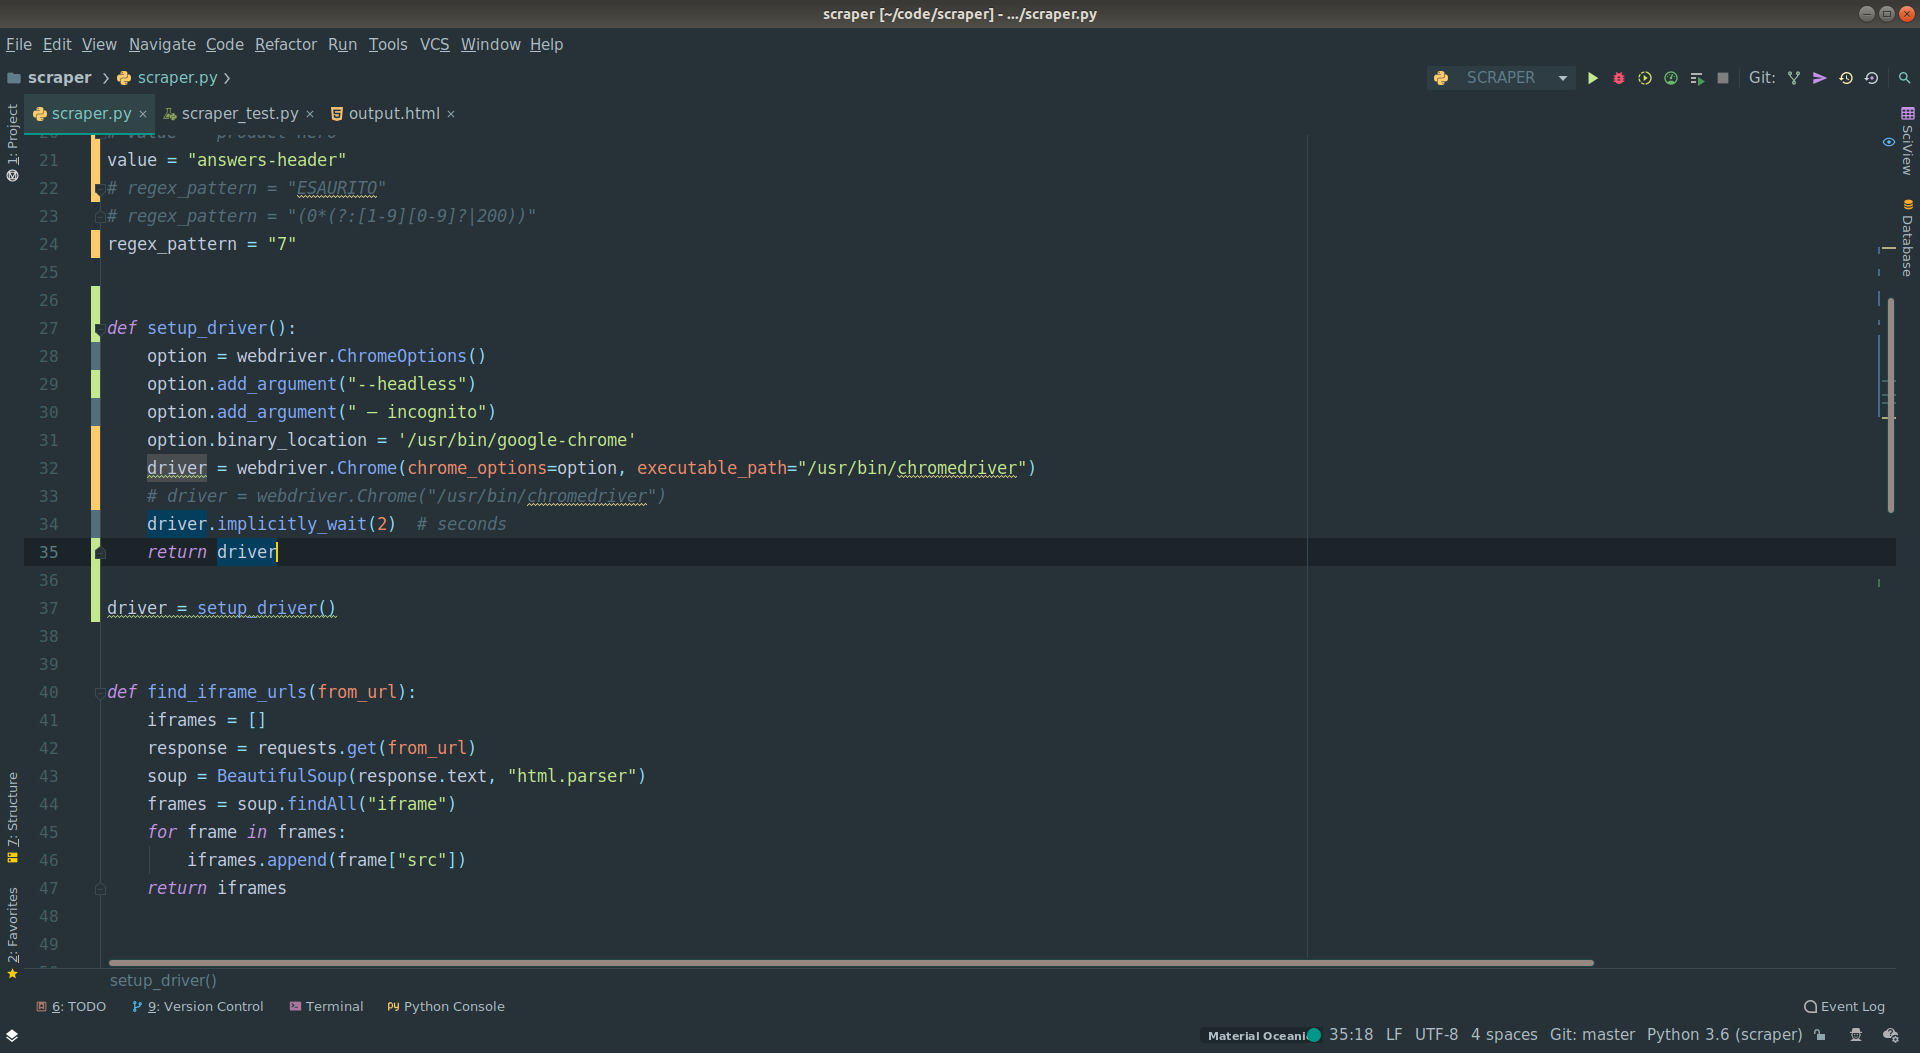 scraper [~/code/scraper] - .../scraper.py
File Edit View Navigate Code Refactor Run Tools VCS Window Help
scraper scraper.py
SCRAPER Git:
scraper.py × scraper_test.py × output.html ×
1: Project
7: Structure
2: Favorites
SciView
Database
21 value = "answers-header"
22 # regex_pattern = "ESAURITO"
23 # regex_pattern = "(0*(?:[1-9][0-9]?|200))"
24 regex_pattern = "7"
25
26
27 def setup_driver():
28 option = webdriver.ChromeOptions()
29 option.add_argument("--headless")
30 option.add_argument(" — incognito")
31 option.binary_location = '/usr/bin/google-chrome'
32 driver = webdriver.Chrome(chrome_options=option, executable_path="/usr/bin/chromedriver")
33 # driver = webdriver.Chrome("/usr/bin/chromedriver")
34 driver.implicitly_wait(2)  # seconds
35 return driver
36
37 driver = setup_driver()
38
39
40 def find_iframe_urls(from_url):
41 iframes = []
42 response = requests.get(from_url)
43 soup = BeautifulSoup(response.text, "html.parser")
44 frames = soup.findAll("iframe")
45 for frame in frames:
46 iframes.append(frame["src"])
47 return iframes
48
49
setup_driver()
6: TODO 9: Version Control Terminal Python Console Event Log
Material Oceani 35:18 LF UTF-8 4 spaces Git: master Python 3.6 (scraper)